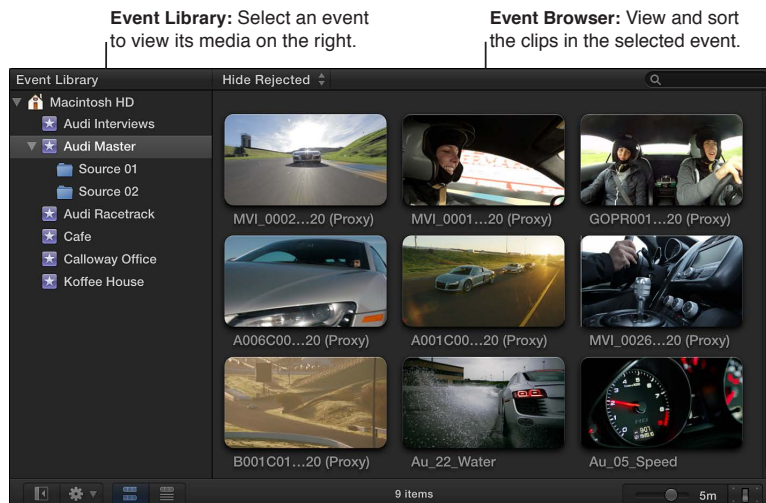 Event Library: Select an event
to view its media on the right.
Event Browser: View and sort
the clips in the selected event.
Event Library
Hide Rejected
Macintosh HD
Audi Interviews
Audi Master
Source 01
Source 02
Audi Racetrack
Cafe
Calloway Office
Koffee House
MVI_0002...20 (Proxy)
MVI_0001...20 (Proxy)
GOPR001...20 (Proxy)
A006C00...20 (Proxy)
A001C00...20 (Proxy)
MVI_0026...20 (Proxy)
B001C01...20 (Proxy)
Au_22_Water
Au_05_Speed
9 items
5m